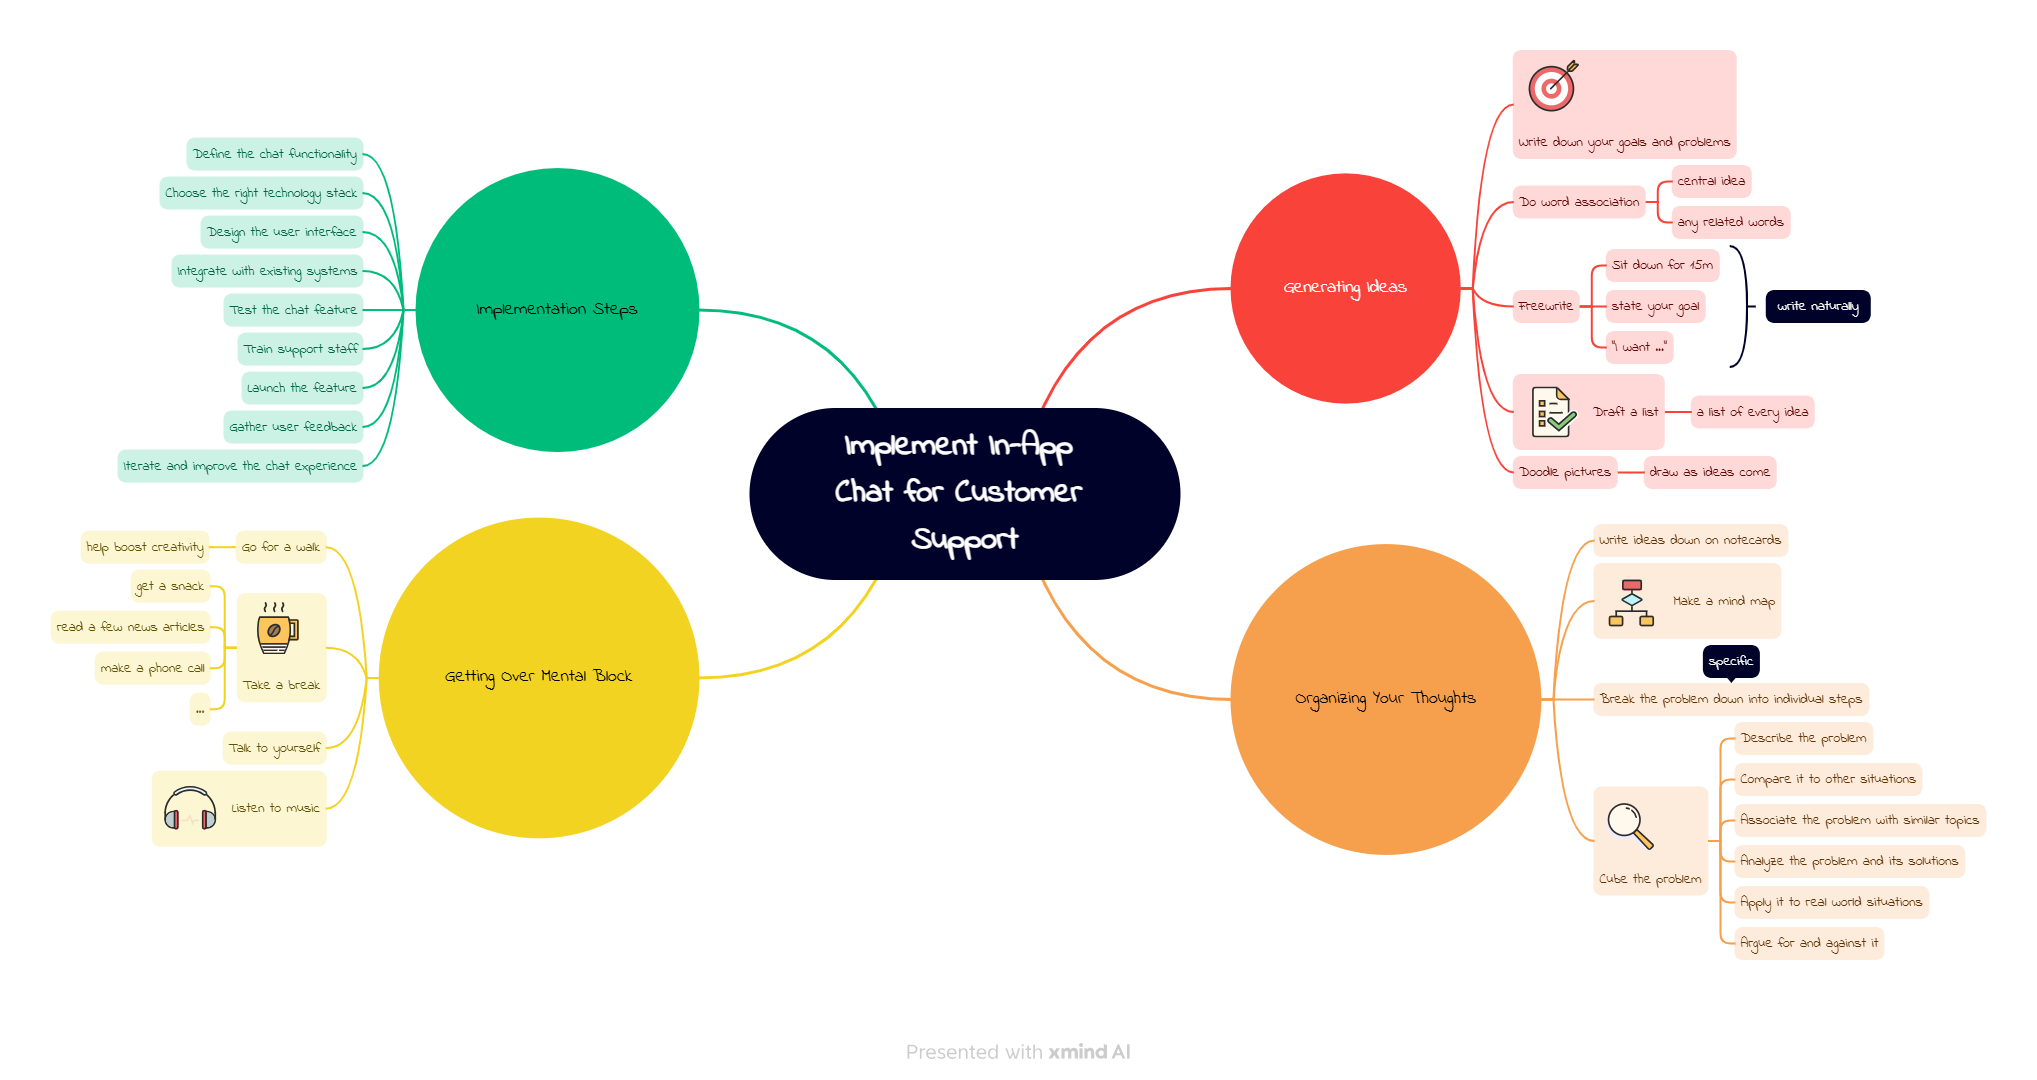 Implement In-App
Chat for Customer
Support
Generating Ideas
Write down your goals and problems
Do word association
central idea
any related words
Freewrite
Sit down for 15m
state your goal
"I want ..."
write naturally
Draft a list
a list of every idea
Doodle pictures
draw as ideas come
Organizing Your Thoughts
Write ideas down on notecards
Make a mind map
specific
Break the problem down into individual steps
Cube the problem
Describe the problem
Compare it to other situations
Associate the problem with similar topics
Analyze the problem and its solutions
Apply it to real world situations
Argue for and against it
Implementation Steps
Define the chat functionality
Choose the right technology stack
Design the user interface
Integrate with existing systems
Test the chat feature
Train support staff
Launch the feature
Gather user feedback
Iterate and improve the chat experience
Getting Over Mental Block
Go for a walk
help boost creativity
Take a break
get a snack
read a few news articles
make a phone call
...
Talk to yourself
Listen to music
Presented with xmind AI